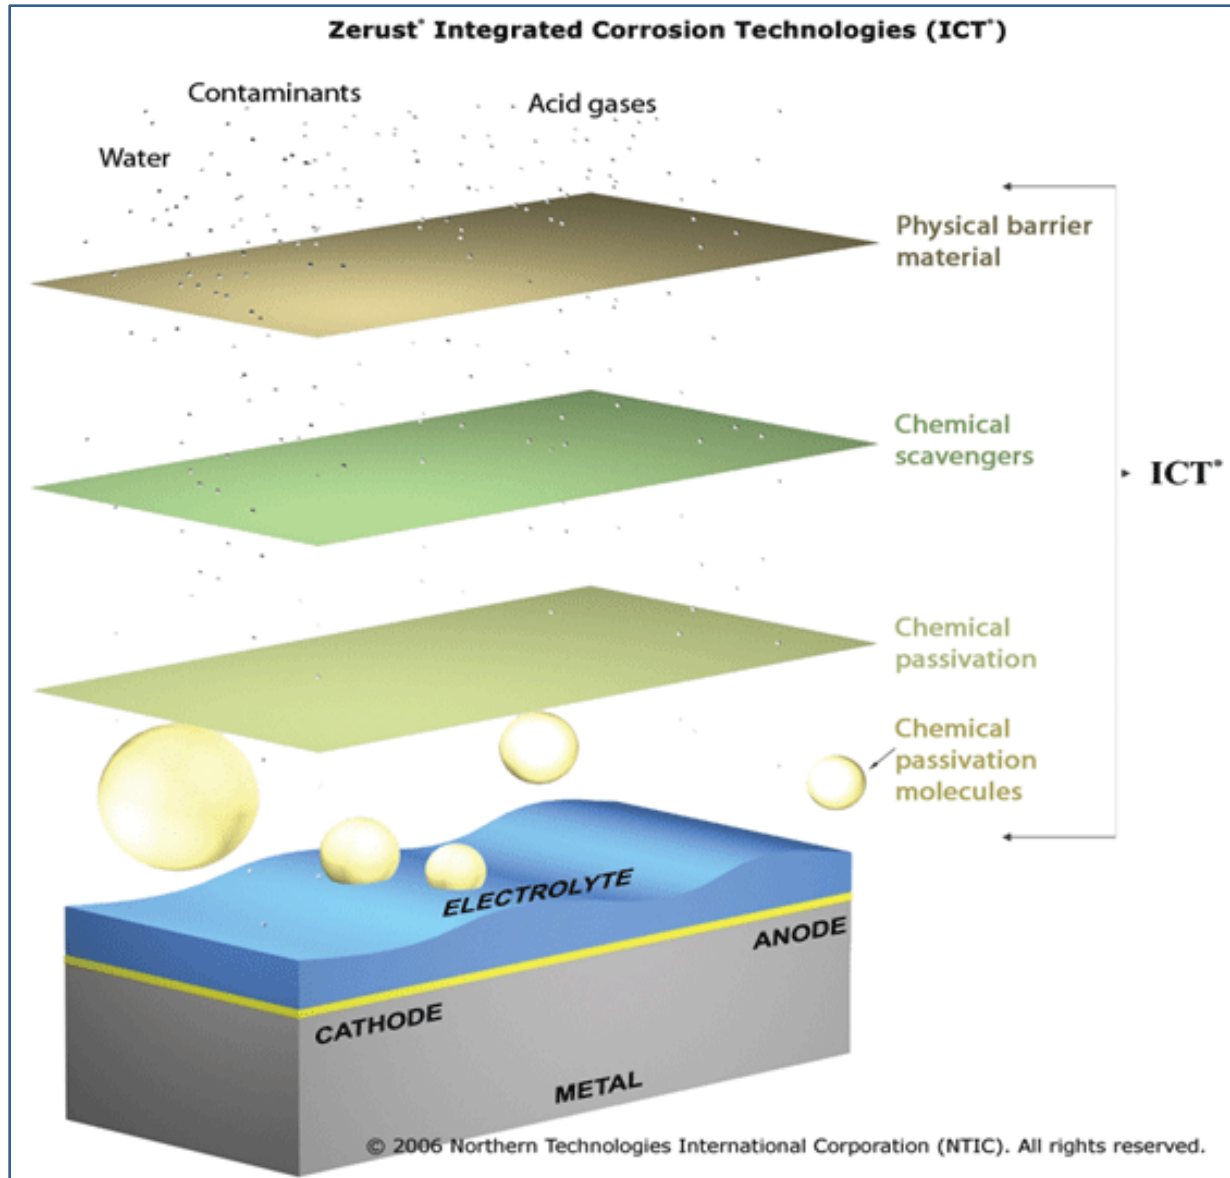 Zerust® Integrated Corrosion Technologies (ICT®)
Contaminants
Acid gases
Water
Physical barrier
material
Chemical
scavengers
ICT®
Chemical
passivation
Chemical
passivation
molecules
ELECTROLYTE
ANODE
CATHODE
METAL
© 2006 Northern Technologies International Corporation (NTIC). All rights reserved.